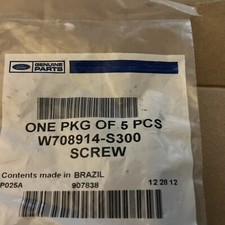 Ford
GENUINE
PARTS
ONE PKG OF 5 PCS
W708914-S300
SCREW
Contents made in BRAZIL
P025A 907838 12 28 12